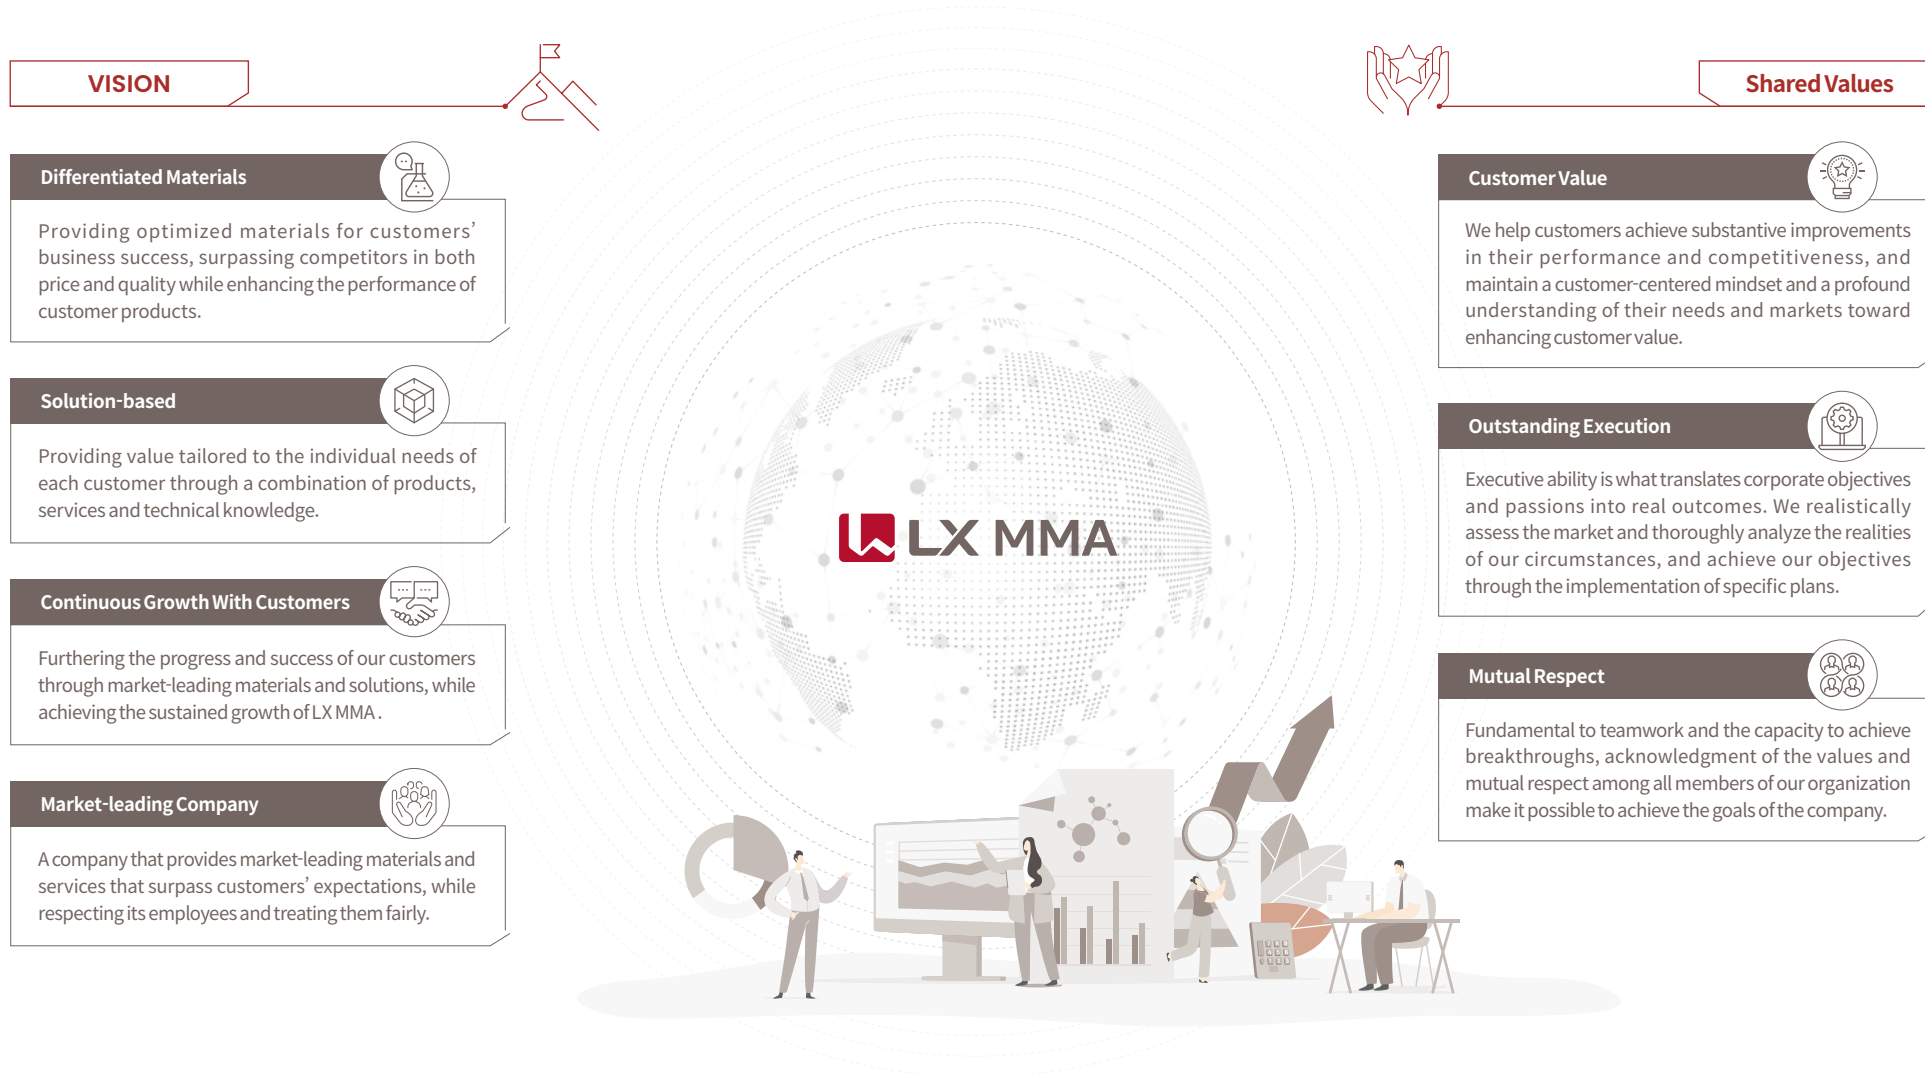 VISION
Differentiated Materials
Providing optimized materials for customers’
business success, surpassing competitors in both
price and quality while enhancing the performance of
customer products.
Solution-based
Providing value tailored to the individual needs of
each customer through a combination of products,
services and technical knowledge.
Continuous Growth With Customers
Furthering the progress and success of our customers
through market-leading materials and solutions, while
achieving the sustained growth of LX MMA .
Market-leading Company
A company that provides market-leading materials and
services that surpass customers’ expectations, while
respecting its employees and treating them fairly.
LX MMA
Shared Values
Customer Value
We help customers achieve substantive improvements
in their performance and competitiveness, and
maintain a customer-centered mindset and a profound
understanding of their needs and markets toward
enhancing customer value.
Outstanding Execution
Executive ability is what translates corporate objectives
and passions into real outcomes. We realistically
assess the market and thoroughly analyze the realities
of our circumstances, and achieve our objectives
through the implementation of specific plans.
Mutual Respect
Fundamental to teamwork and the capacity to achieve
breakthroughs, acknowledgment of the values and
mutual respect among all members of our organization
make it possible to achieve the goals of the company.